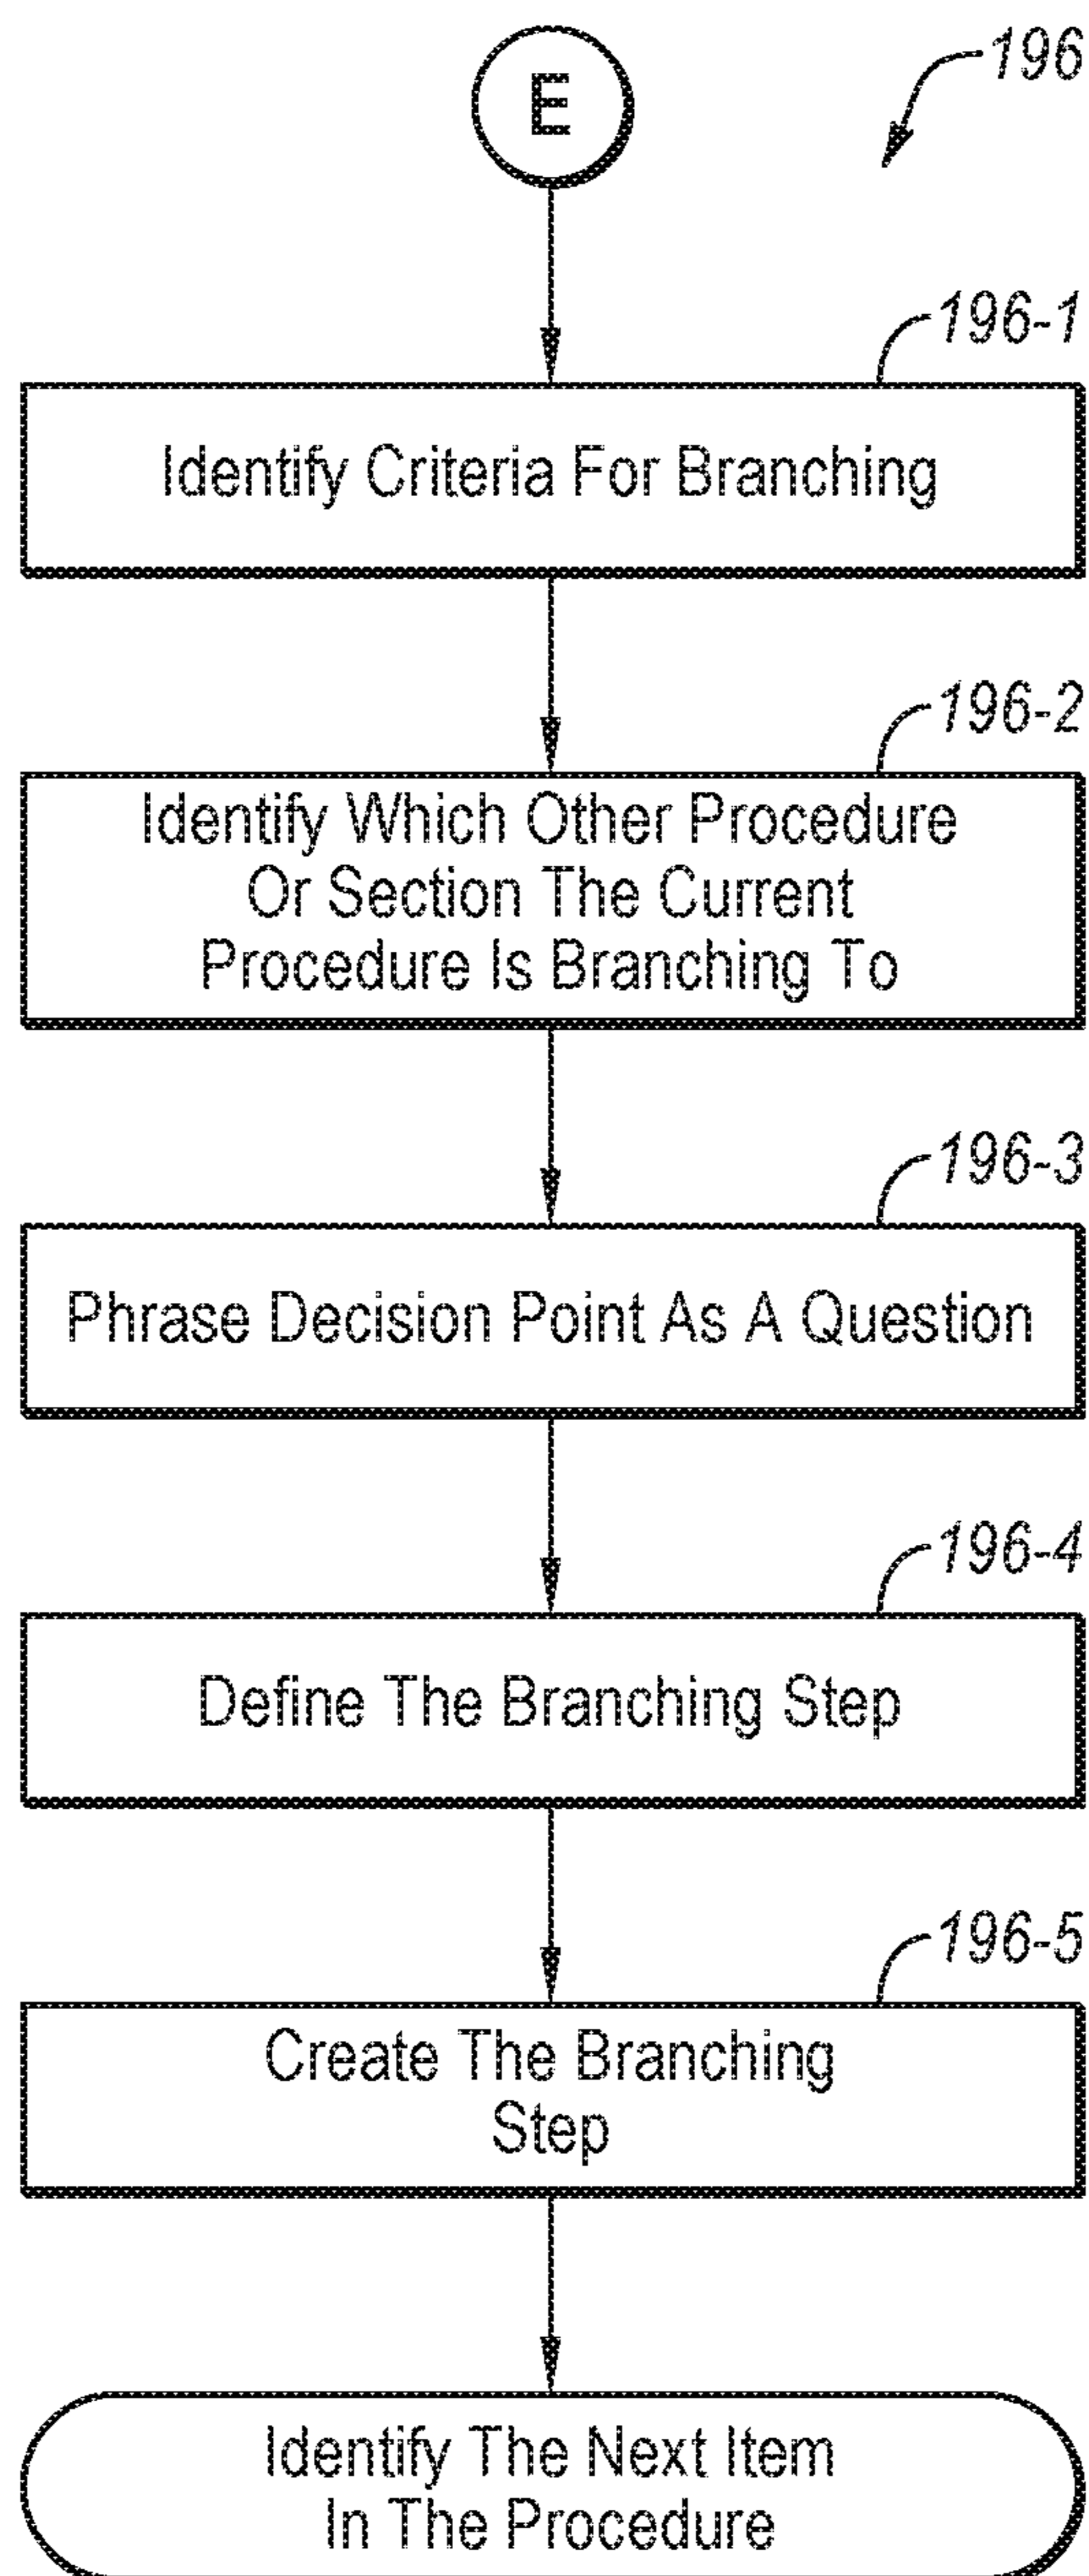 E
196
196-1
Identify Criteria For Branching
196-2
Identify Which Other Procedure
Or Section The Current
Procedure Is Branching To
196-3
Phrase Decision Point As A Question
196-4
Define The Branching Step
196-5
Create The Branching
Step
Identify The Next Item
In The Procedure